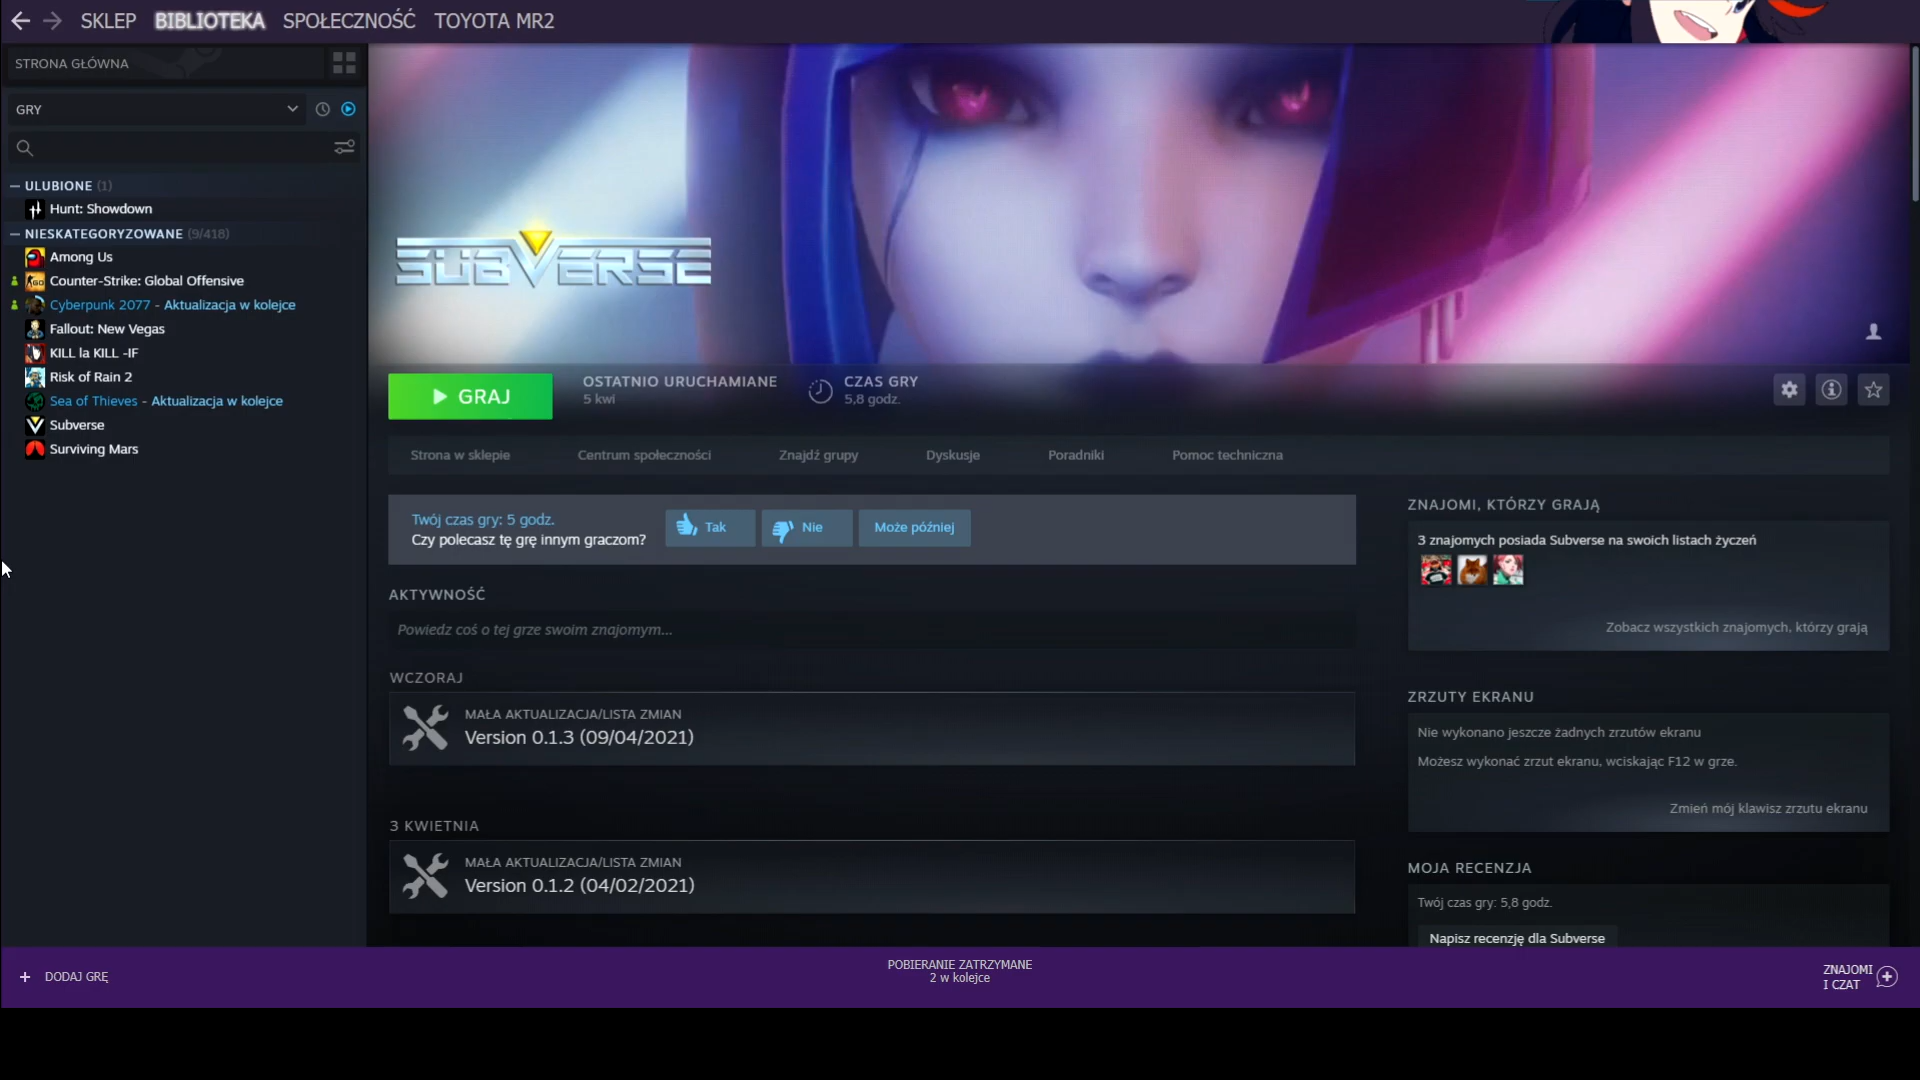 SKLEP BIBLIOTEKA SPOŁECZNOŚĆ TOYOTA MR2
STRONA GŁÓWNA
GRY
— ULUBIONE (1)
Hunt: Showdown
— NIESKATEGORYZOWANE (9/418)
Among Us
Counter-Strike: Global Offensive
Cyberpunk 2077 - Aktualizacja w kolejce
Fallout: New Vegas
KILL la KILL -IF
Risk of Rain 2
Sea of Thieves - Aktualizacja w kolejce
Subverse
Surviving Mars
SUBVERSE
GRAJ
OSTATNIO URUCHAMIANE
5 kwi
CZAS GRY
5,8 godz.
Strona w sklepie Centrum społeczności Znajdź grupy Dyskusje Poradniki Pomoc techniczna
Twój czas gry: 5 godz.
Czy polecasz tę grę innym graczom?
Tak Nie Może później
AKTYWNOŚĆ
Powiedz coś o tej grze swoim znajomym...
WCZORAJ
MAŁA AKTUALIZACJA/LISTA ZMIAN
Version 0.1.3 (09/04/2021)
3 KWIETNIA
MAŁA AKTUALIZACJA/LISTA ZMIAN
Version 0.1.2 (04/02/2021)
ZNAJOMI, KTÓRZY GRAJĄ
3 znajomych posiada Subverse na swoich listach życzeń
Zobacz wszystkich znajomych, którzy grają
ZRZUTY EKRANU
Nie wykonano jeszcze żadnych zrzutów ekranu
Możesz wykonać zrzut ekranu, wciskając F12 w grze.
Zmień mój klawisz zrzutu ekranu
MOJA RECENZJA
Twój czas gry: 5,8 godz.
Napisz recenzję dla Subverse
+ DODAJ GRĘ
POBIERANIE ZATRZYMANE
2 w kolejce
ZNAJOMI
I CZAT